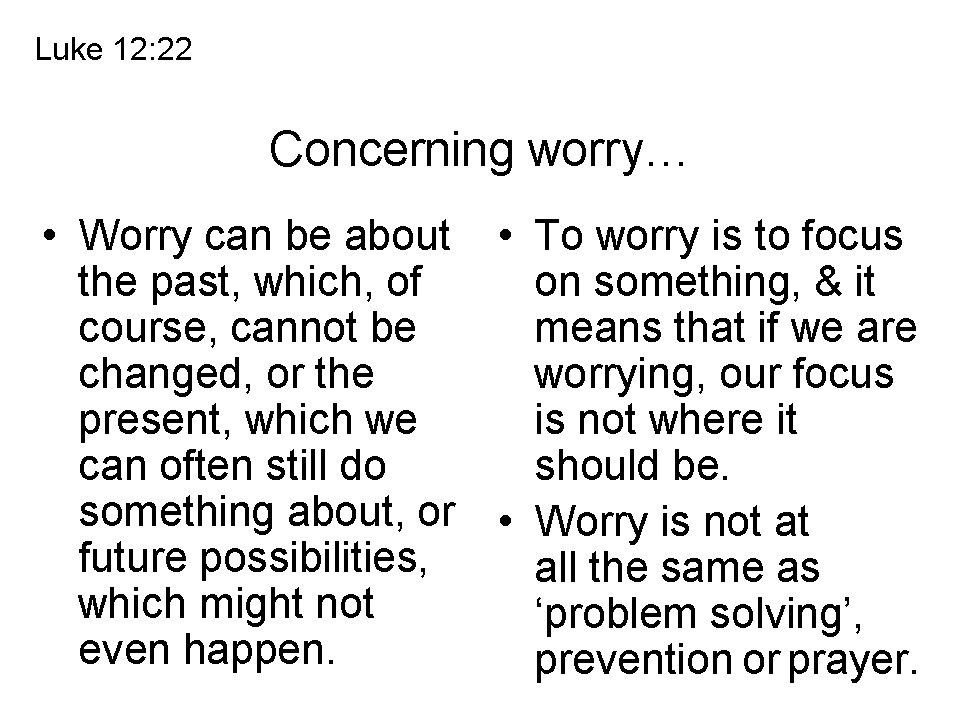 Luke 12:22
Concerning worry…
• Worry can be about
the past, which, of
course, cannot be
changed, or the
present, which we
can often still do
something about, or
future possibilities,
which might not
even happen.
• To worry is to focus
on something, & it
means that if we are
worrying, our focus
is not where it
should be.
• Worry is not at
all the same as
‘problem solving’,
prevention or prayer.